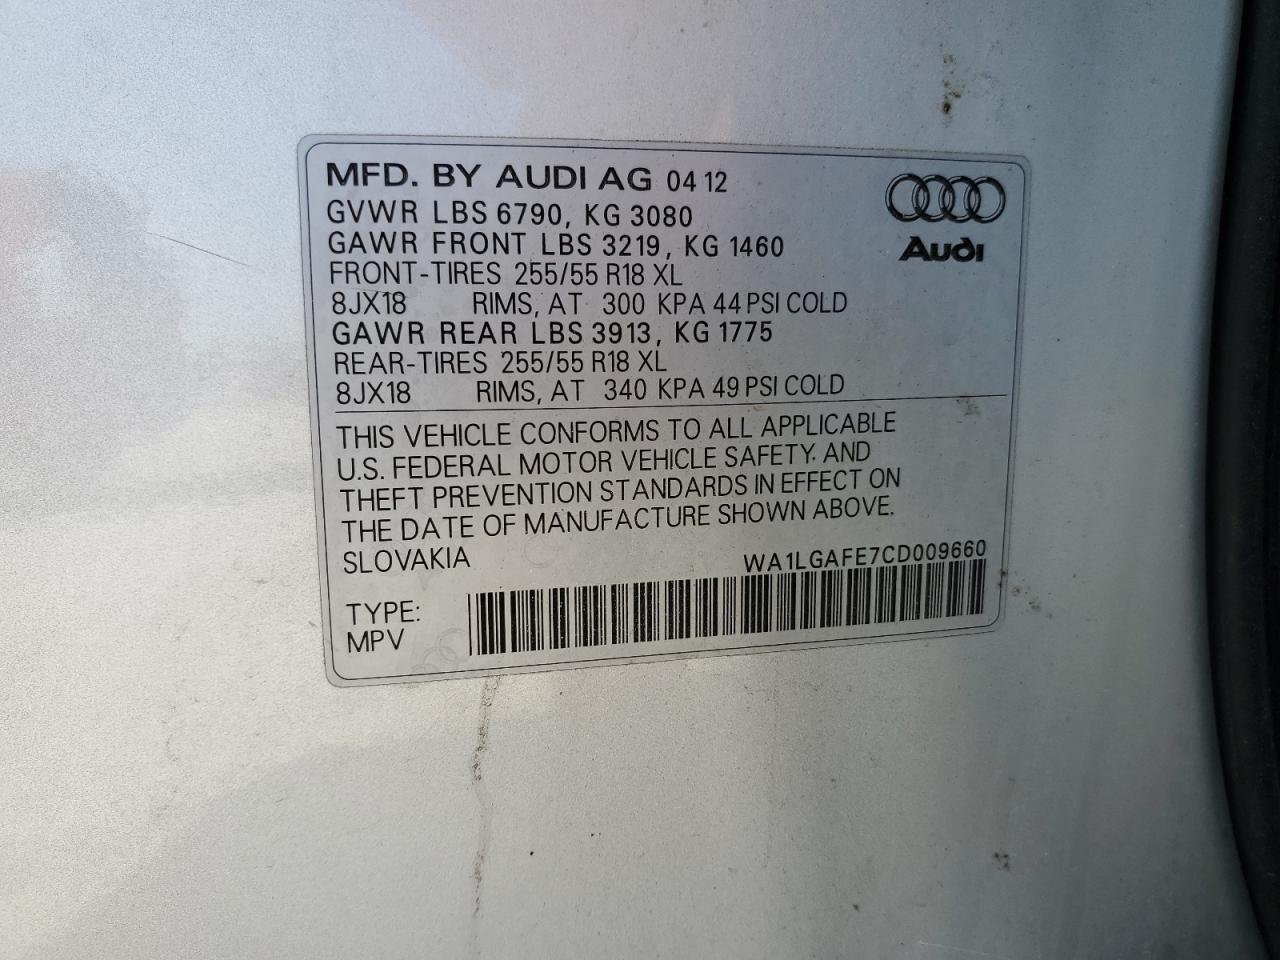 MFD. BY AUDI AG 04 12
GVWR LBS 6790, KG 3080
GAWR FRONT LBS 3219, KG 1460
FRONT-TIRES 255/55 R18 XL
8JX18 RIMS, AT 300 KPA 44 PSI COLD
GAWR REAR LBS 3913, KG 1775
REAR-TIRES 255/55 R18 XL
8JX18 RIMS, AT 340 KPA 49 PSI COLD
Audi
THIS VEHICLE CONFORMS TO ALL APPLICABLE
U.S. FEDERAL MOTOR VEHICLE SAFETY AND
THEFT PREVENTION STANDARDS IN EFFECT ON
THE DATE OF MANUFACTURE SHOWN ABOVE.
SLOVAKIA WA1LGAFE7CD009660
TYPE:
MPV